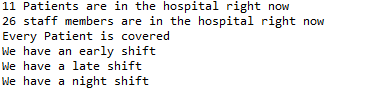 11 Patients are in the hospital right now
26 staff members are in the hospital right now
Every Patient is covered
We have an early shift
We have a late shift
We have a night shift